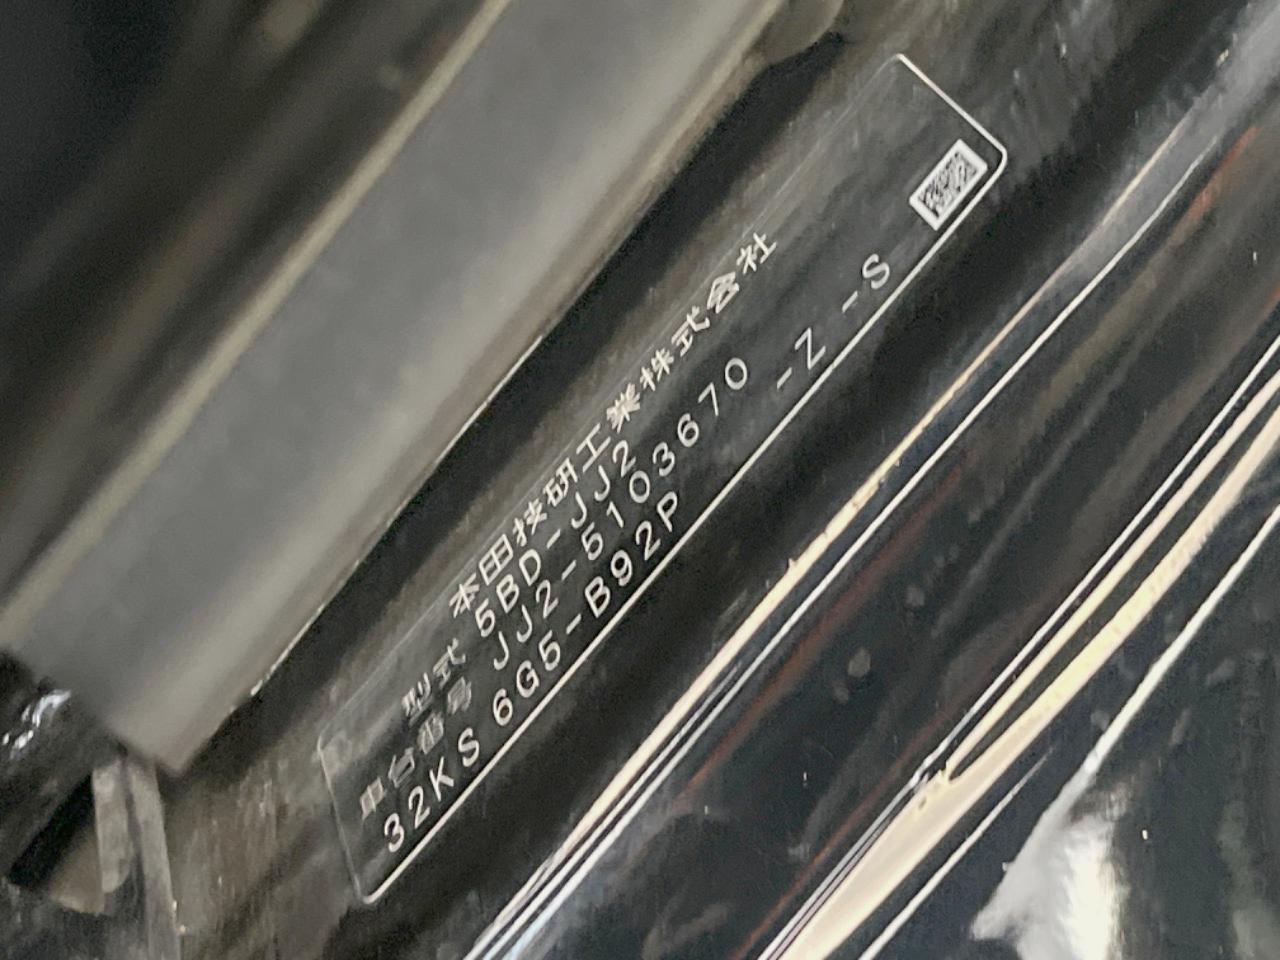 本田技研工業株式会社
型式 5BD-JJ2
車台番号 JJ2-5103670
32KS 6G5-B92P -Z -S